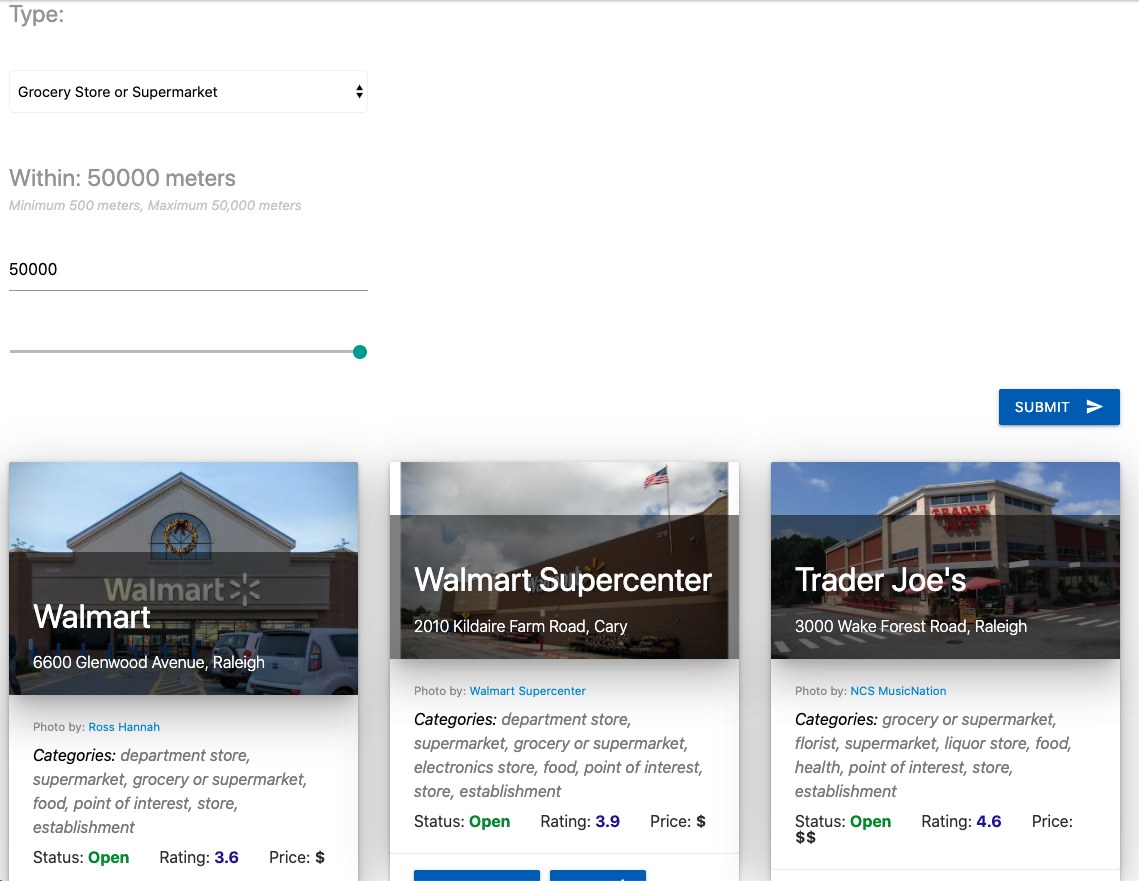 Type:
Grocery Store or Supermarket
Within: 50000 meters
Minimum 500 meters, Maximum 50,000 meters
50000
SUBMIT
Walmart
Walmart
6600 Glenwood Avenue, Raleigh
Photo by: Ross Hannah
Categories: department store,
supermarket, grocery or supermarket,
food, point of interest, store,
establishment
Status: Open Rating: 3.6 Price: $
Walmart Supercenter
2010 Kildaire Farm Road, Cary
Photo by: Walmart Supercenter
Categories: department store,
supermarket, grocery or supermarket,
electronics store, food, point of interest,
store, establishment
Status: Open Rating: 3.9 Price: $
TRADER
JOE'S
Trader Joe's
3000 Wake Forest Road, Raleigh
Photo by: NCS MusicNation
Categories: grocery or supermarket,
florist, supermarket, liquor store, food,
health, point of interest, store,
establishment
Status: Open Rating: 4.6 Price:
$$